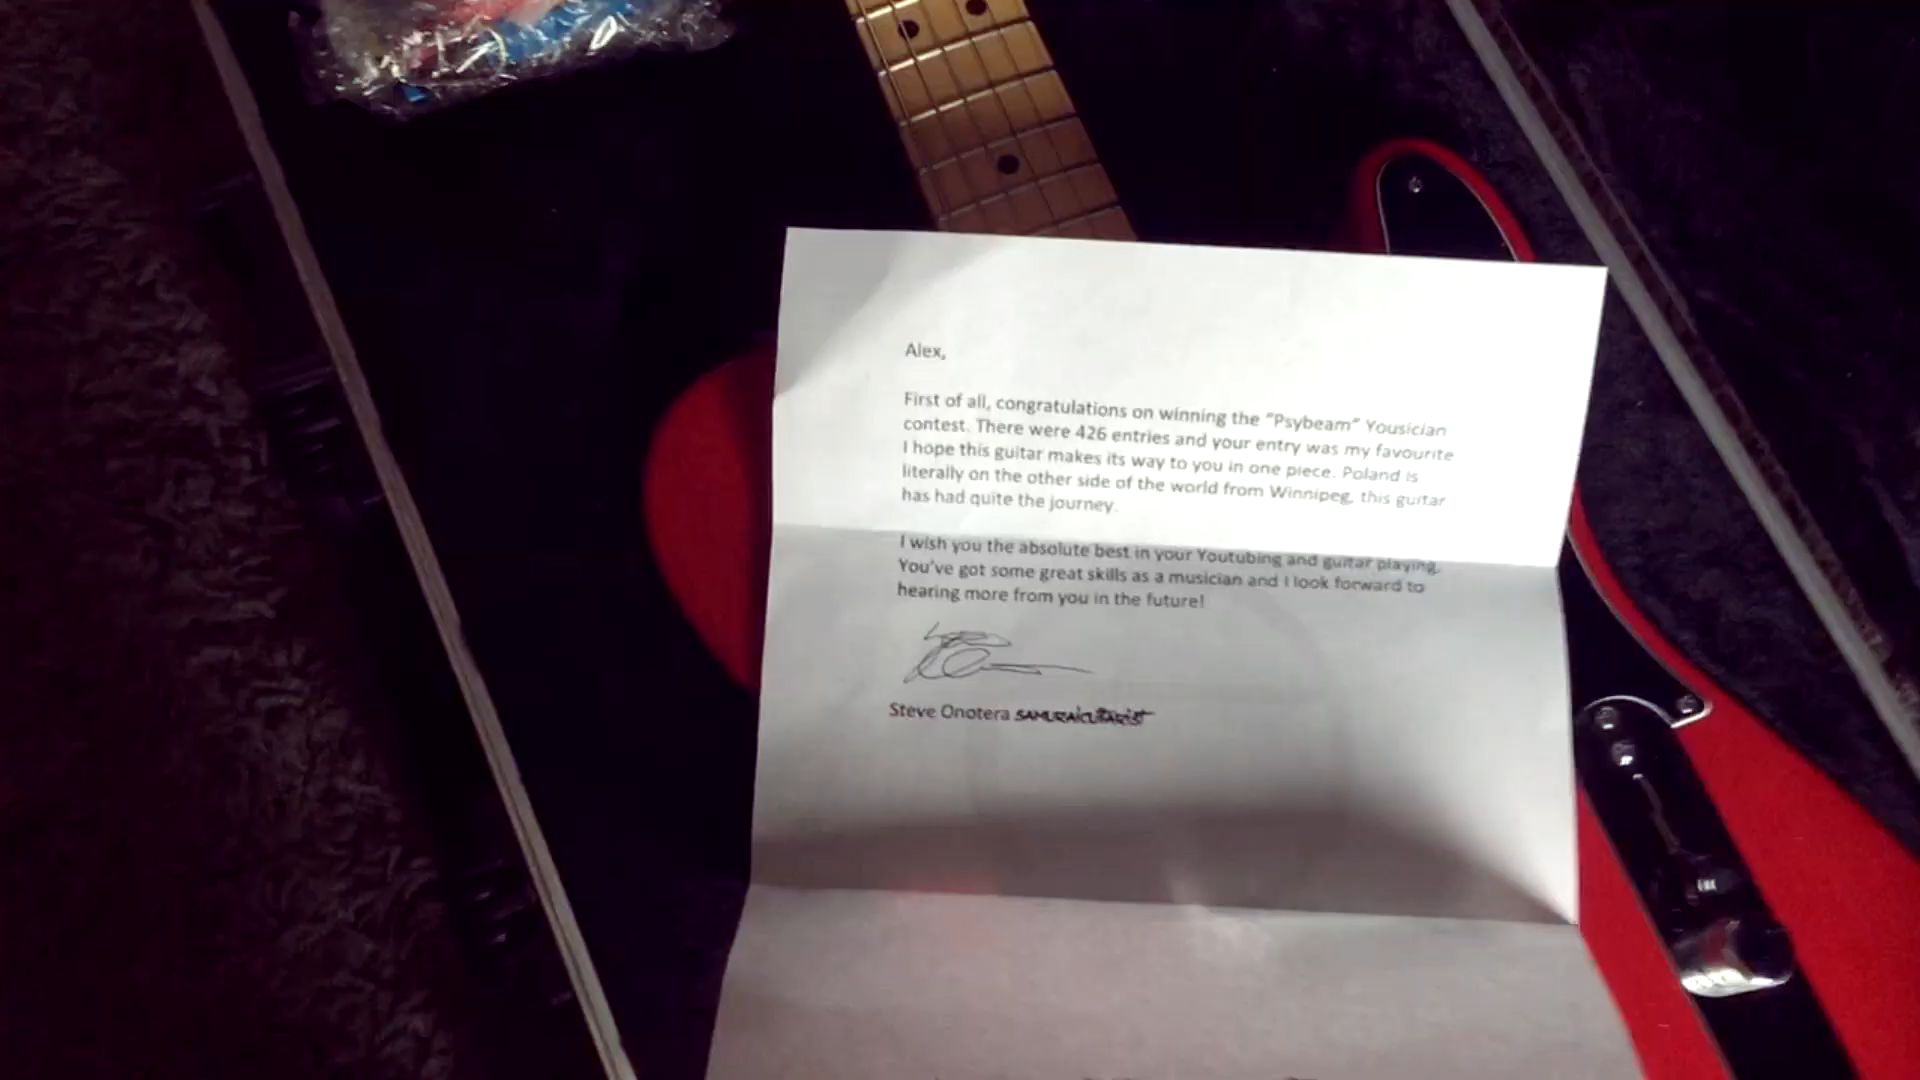 Alex,
First of all, congratulations on winning the "Psybeam" Yousician
contest. There were 426 entries and your entry was my favourite
I hope this guitar makes its way to you in one piece. Poland is
literally on the other side of the world from Winnipeg, this guitar
has had quite the journey.
I wish you the absolute best in your Youtubing and guitar playing.
You've got some great skills as a musician and I look forward to
hearing more from you in the future!
Steve Onotera SAMURAIGUITARIST